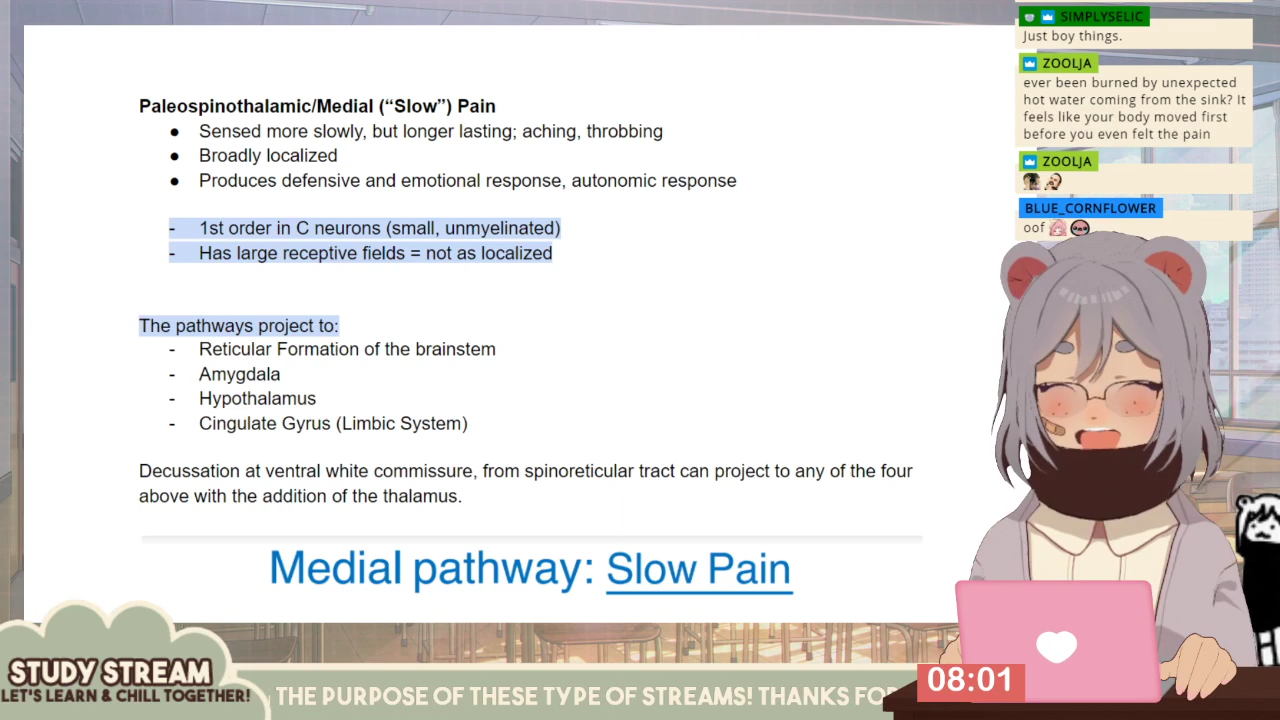 Paleospinothalamic/Medial (“Slow”) Pain
● Sensed more slowly, but longer lasting; aching, throbbing
● Broadly localized
● Produces defensive and emotional response, autonomic response
- 1st order in C neurons (small, unmyelinated)
- Has large receptive fields = not as localized
The pathways project to:
- Reticular Formation of the brainstem
- Amygdala
- Hypothalamus
- Cingulate Gyrus (Limbic System)
Decussation at ventral white commissure, from spinoreticular tract can project to any of the four
above with the addition of the thalamus.
Medial pathway: Slow Pain
SIMPLYSELIC
Just boy things.
ZOOLJA
ever been burned by unexpected
hot water coming from the sink? It
feels like your body moved first
before you even felt the pain
ZOOLJA
BLUE_CORNFLOWER
oof
STUDY STREAM
LET'S LEARN & CHILL TOGETHER!
THE PURPOSE OF THESE TYPE OF STREAMS! THANKS FOR
08:01